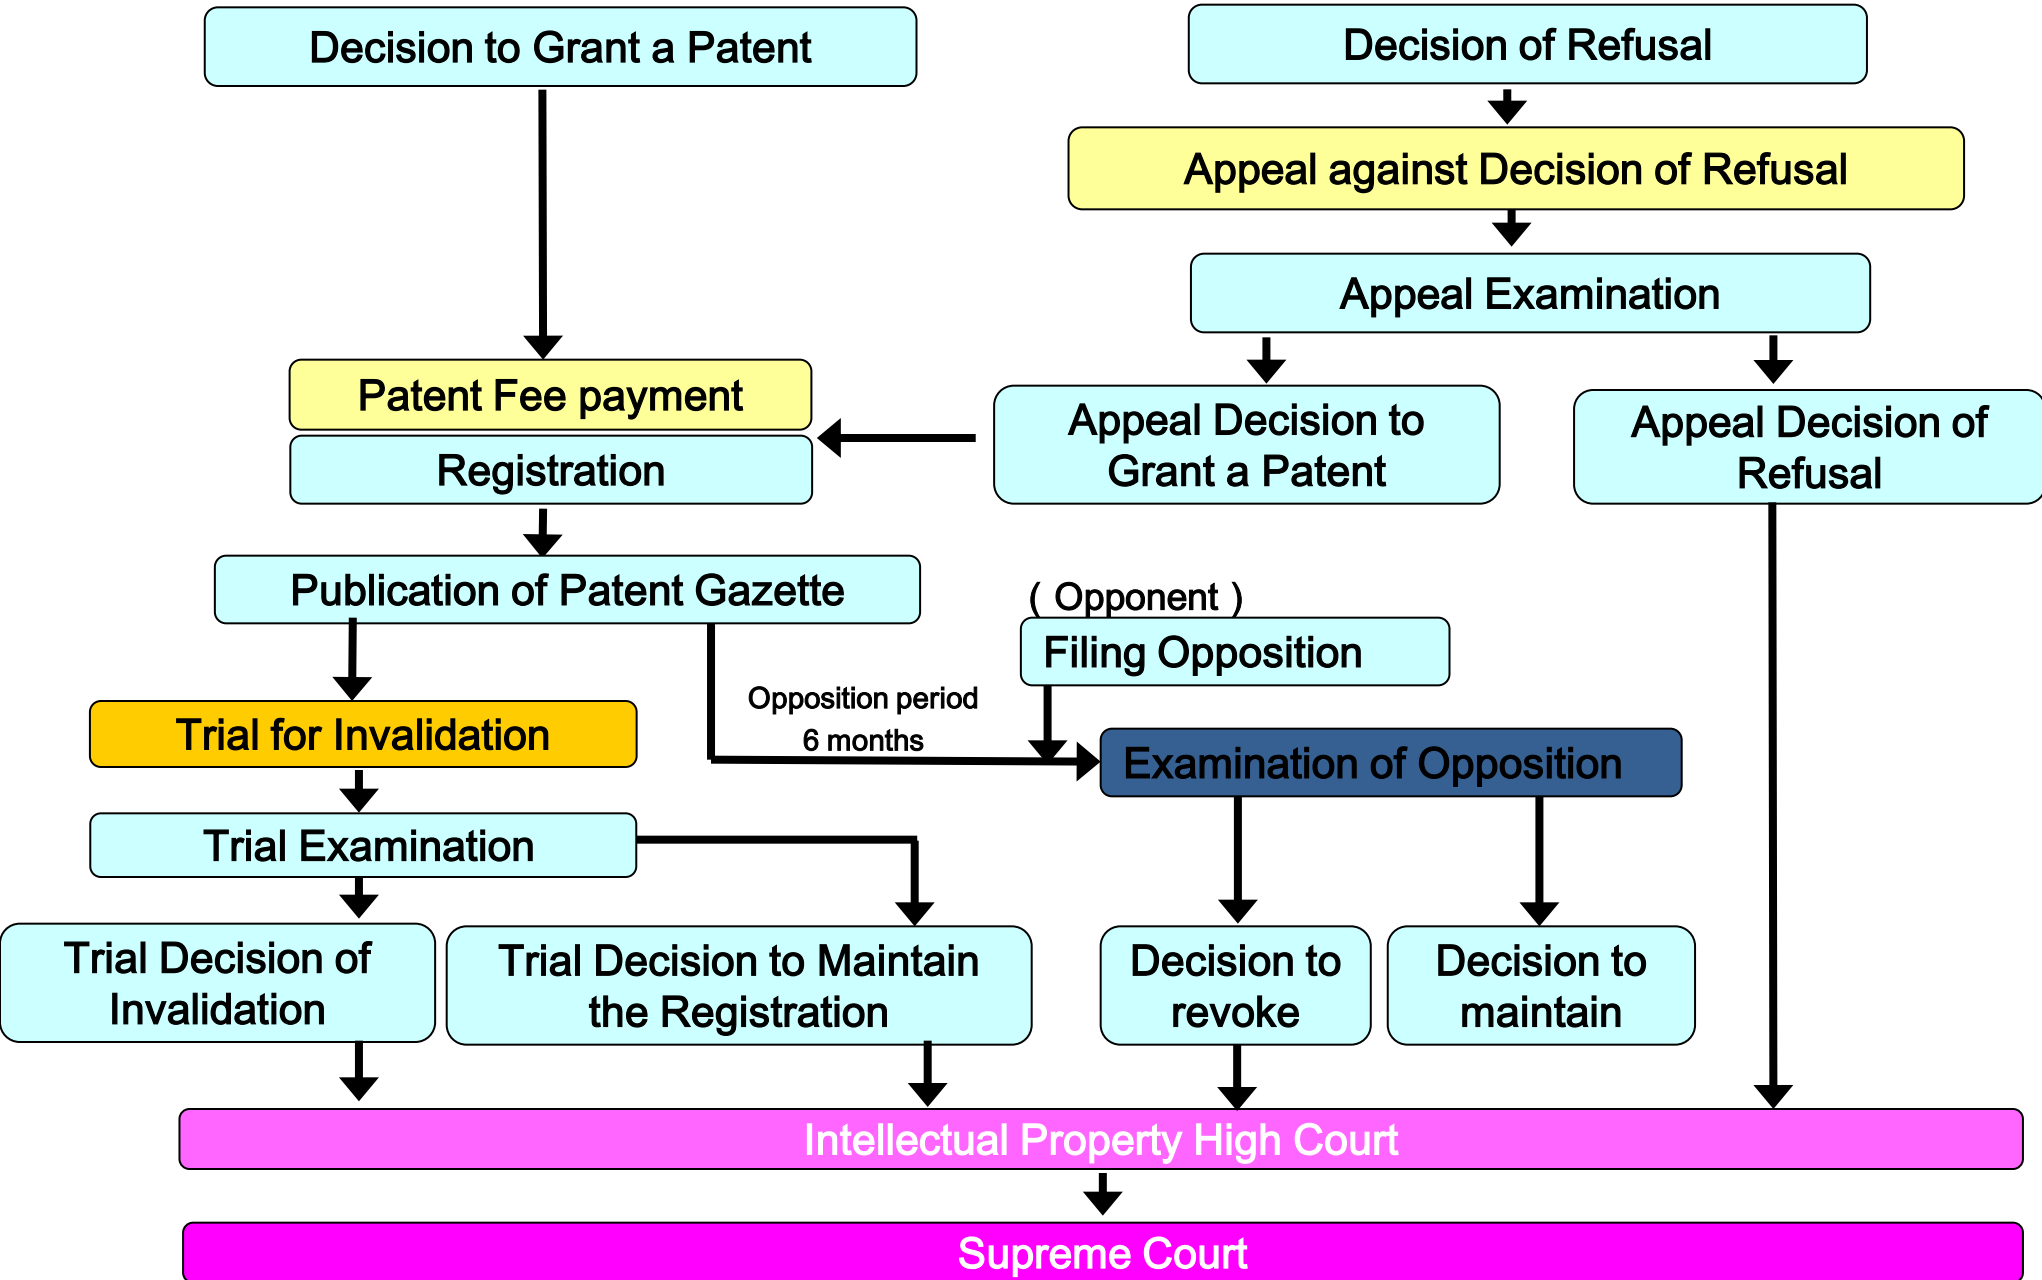 Decision to Grant a Patent
Decision of Refusal
Appeal against Decision of Refusal
Appeal Examination
Patent Fee payment
Registration
Appeal Decision to
Grant a Patent
Appeal Decision of
Refusal
Publication of Patent Gazette
( Opponent )
Filing Opposition
Opposition period
6 months
Trial for Invalidation
Examination of Opposition
Trial Examination
Trial Decision of
Invalidation
Trial Decision to Maintain
the Registration
Decision to
revoke
Decision to
maintain
Intellectual Property High Court
Supreme Court